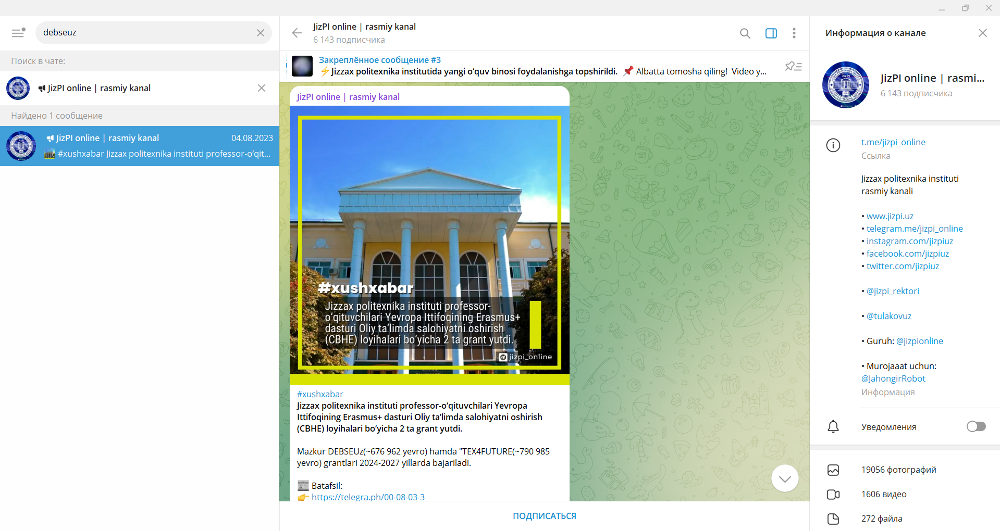 debseuz
Поиск в чате:
JizPI online | rasmiy kanal
Найдено 1 сообщение
JizPI online | rasmiy kanal
04.08.2023
#xushxabar Jizzax politexnika instituti professor-o‘qit...
JizPI online | rasmiy kanal
6 143 подписчика
Закреплённое сообщение #3
⚡Jizzax politexnika institutida yangi o‘quv binosi foydalanishga topshirildi. 📌 Albatta tomosha qiling! Video y...
JizPI online | rasmiy kanal
#xushxabar
Jizzax politexnika instituti professor-
o‘qituvchilari Yevropa Ittifoqining Erasmus+
dasturi Oliy ta’limda salohiyatni oshirish
(CBHE) loyihalari bo‘yicha 2 ta grant yutdi.
jizpi_online
#xushxabar
Jizzax politexnika instituti professor-o‘qituvchilari Yevropa
Ittifoqining Erasmus+ dasturi Oliy ta’limda salohiyatni oshirish
(CBHE) loyihalari bo‘yicha 2 ta grant yutdi.
Mazkur DEBSEUz(~676 962 yevro) hamda "TEX4FUTURE(~790 985
yevro) grantlari 2024-2027 yillarda bajariladi.
📰 Batafsil:
👉 https://telegra.ph/00-08-03-3
ПОДПИСАТЬСЯ
Информация о канале
JizPI online | rasmi...
6 143 подписчика
t.me/jizpi_online
Ссылка
Jizzax politexnika instituti
rasmiy kanali
• www.jizpi.uz
• telegram.me/jizpi_online
• instagram.com/jizpiuz
• facebook.com/jizpiuz
• twitter.com/jizpiuz
• @jizpi_rektori
• @tulakovuz
• Guruh: @jizpionline
• Murojaaat uchun:
@JahongirRobot
Информация
Уведомления
19056 фотографий
1606 видео
272 файла